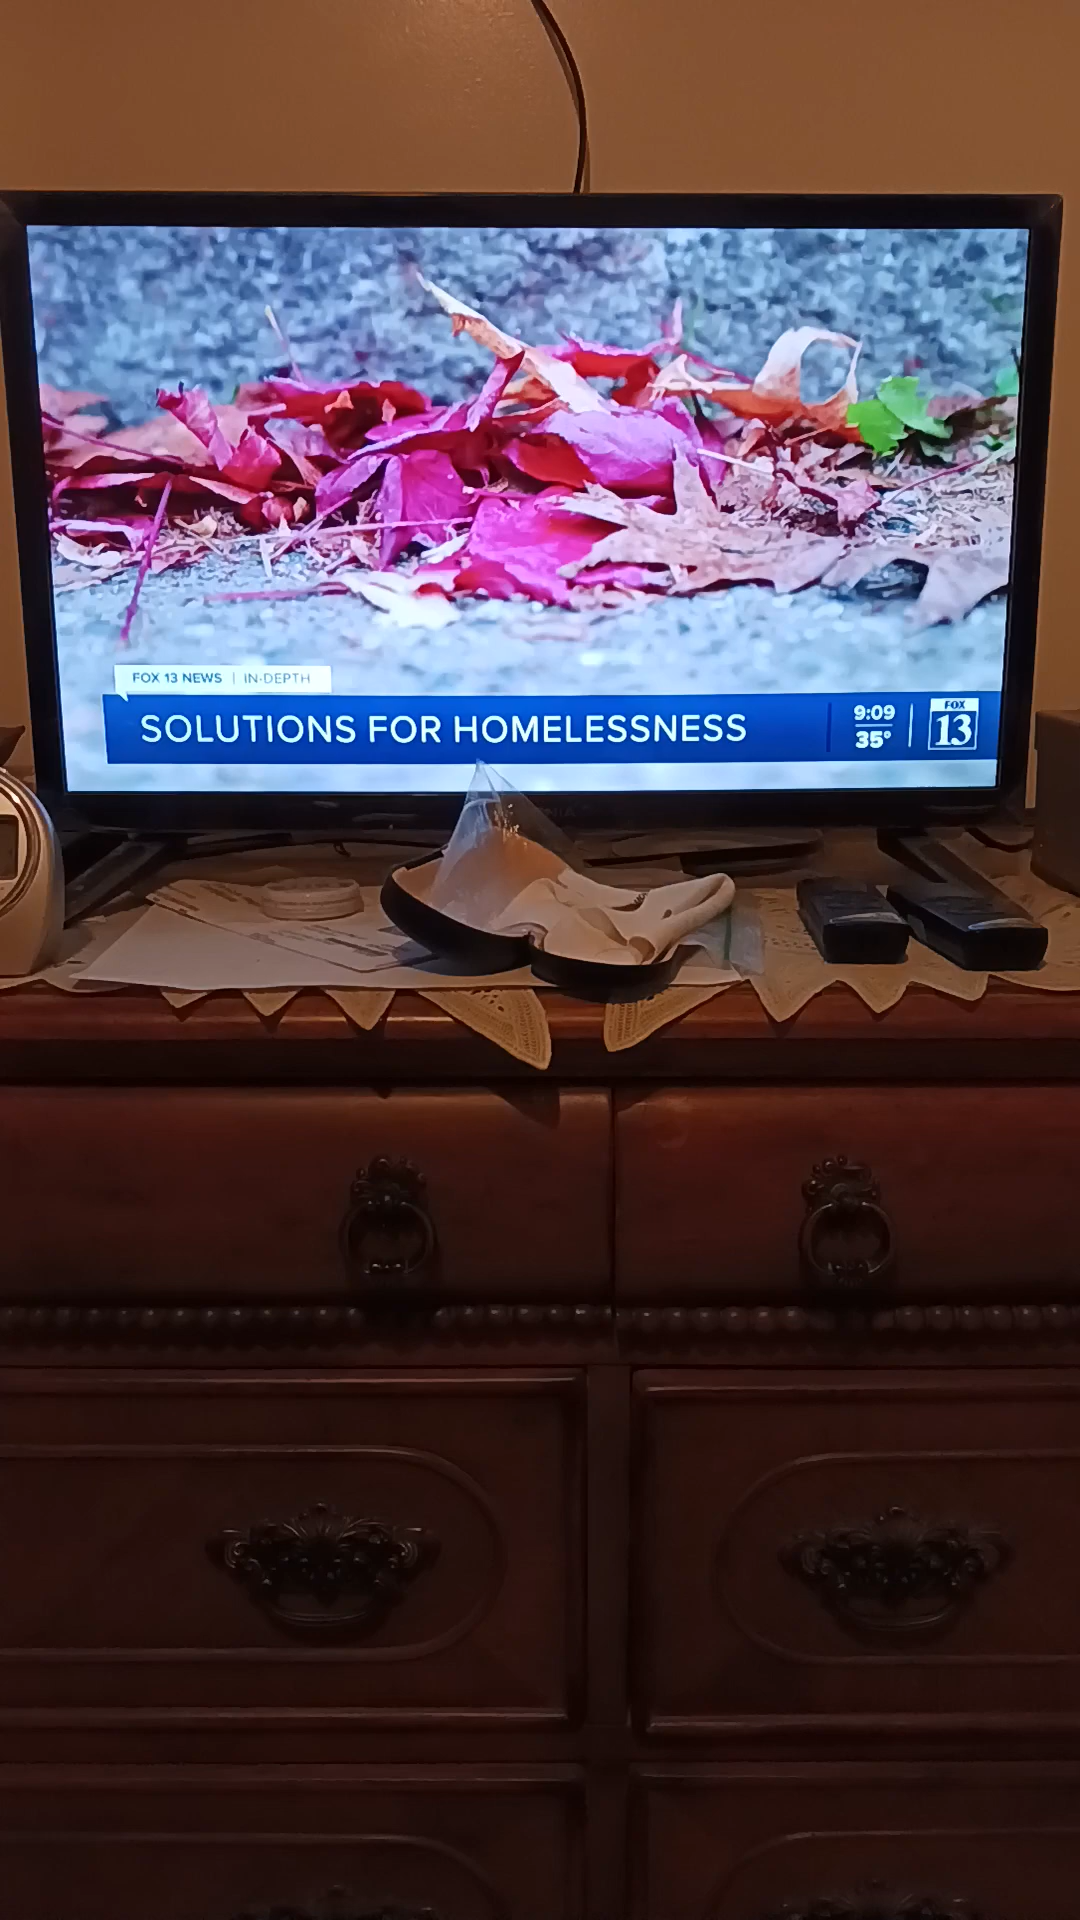 FOX 13 NEWS | IN-DEPTH
SOLUTIONS FOR HOMELESSNESS
9:09
35°
FOX
13